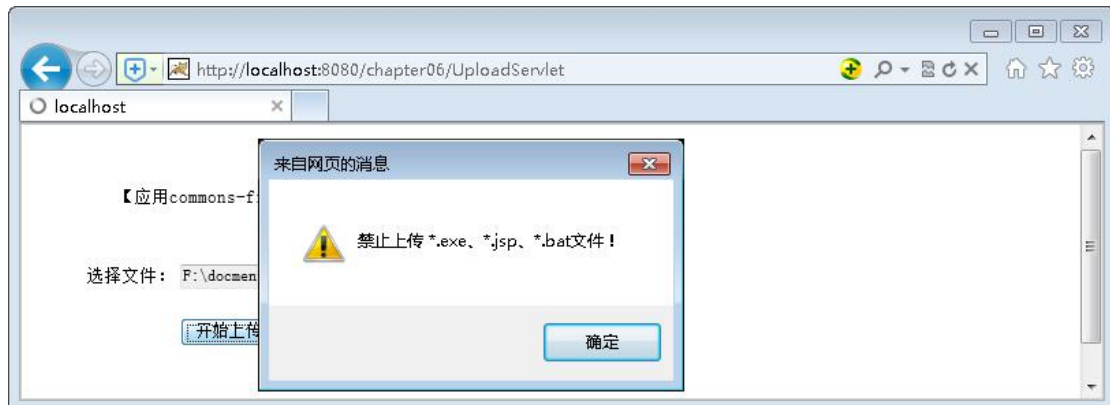 http://localhost:8080/chapter06/UploadServlet
localhost
来自网页的消息
【应用commons-f
禁止上传 *.exe、*.jsp、*.bat文件！
选择文件： F:\docmen
开始上传
确定